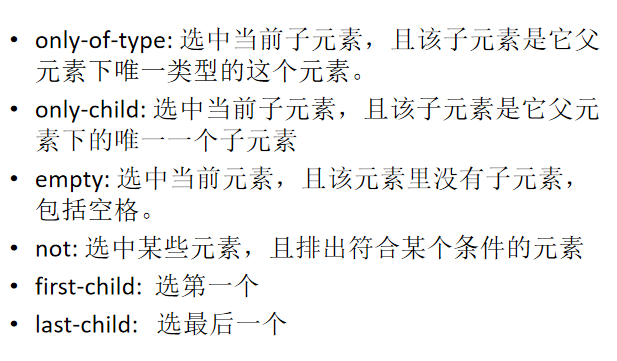 • only-of-type: 选中当前子元素，且该子元素是它父
元素下唯一类型的这个元素。
• only-child: 选中当前子元素，且该子元素是它父元
素下的唯一一个子元素
• empty: 选中当前元素，且该元素里没有子元素，
包括空格。
• not: 选中某些元素，且排出符合某个条件的元素
• first-child:  选第一个
• last-child:   选最后一个